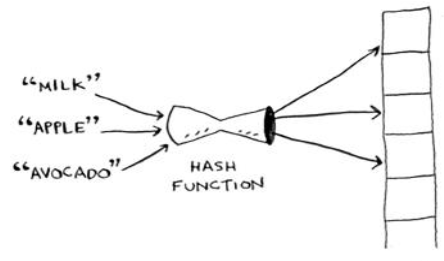 “MILK”
“APPLE”
“AVOCADO”
HASH
FUNCTION